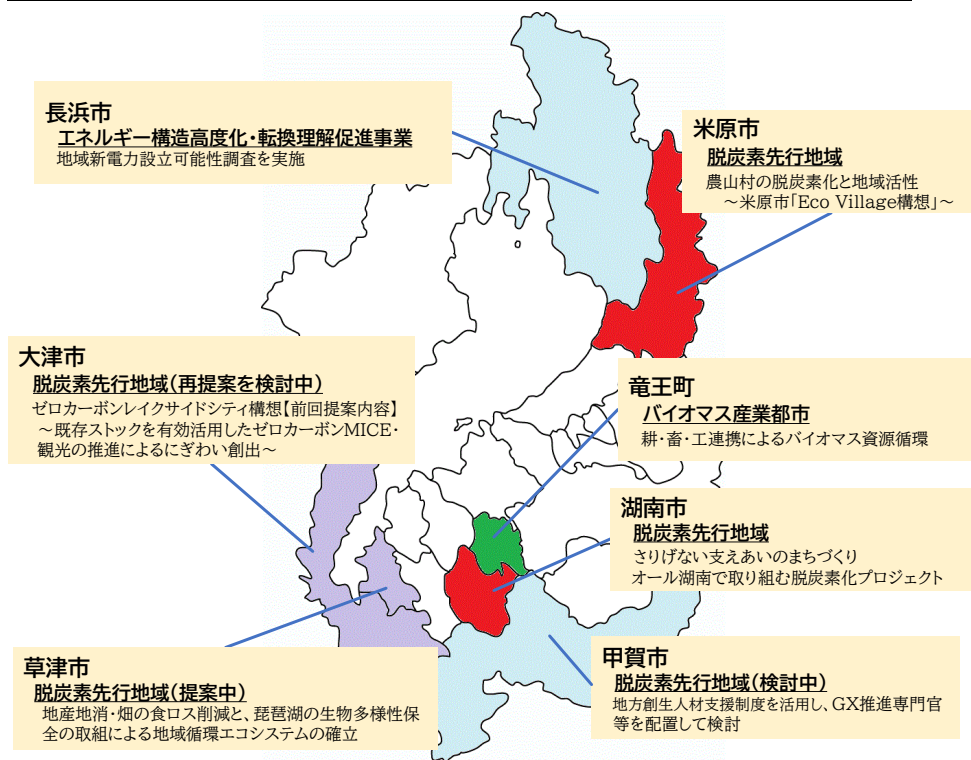 長浜市
エネルギー構造高度化・転換理解促進事業
地域新電力設立可能性調査を実施
米原市
脱炭素先行地域
農山村の脱炭素化と地域活性
～米原市「Eco Village構想」～
大津市
脱炭素先行地域(再提案を検討中)
ゼロカーボンレイクサイドシティ構想【前回提案内容】
～既存ストックを有効活用したゼロカーボンMICE・
観光の推進によるにぎわい創出～
竜王町
バイオマス産業都市
耕・畜・工連携によるバイオマス資源循環
湖南市
脱炭素先行地域
さりげない支えあいのまちづくり
オール湖南で取り組む脱炭素化プロジェクト
草津市
脱炭素先行地域(提案中)
地産地消・畑の食ロス削減と、琵琶湖の生物多様性保
全の取組による地域循環エコシステムの確立
甲賀市
脱炭素先行地域(検討中)
地方創生人材支援制度を活用し、GX推進専門官
等を配置して検討